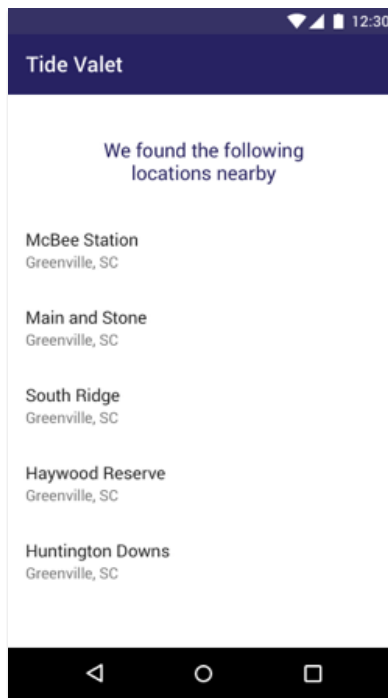 12:30
Tide Valet
We found the following
locations nearby
McBee Station
Greenville, SC
Main and Stone
Greenville, SC
South Ridge
Greenville, SC
Haywood Reserve
Greenville, SC
Huntington Downs
Greenville, SC